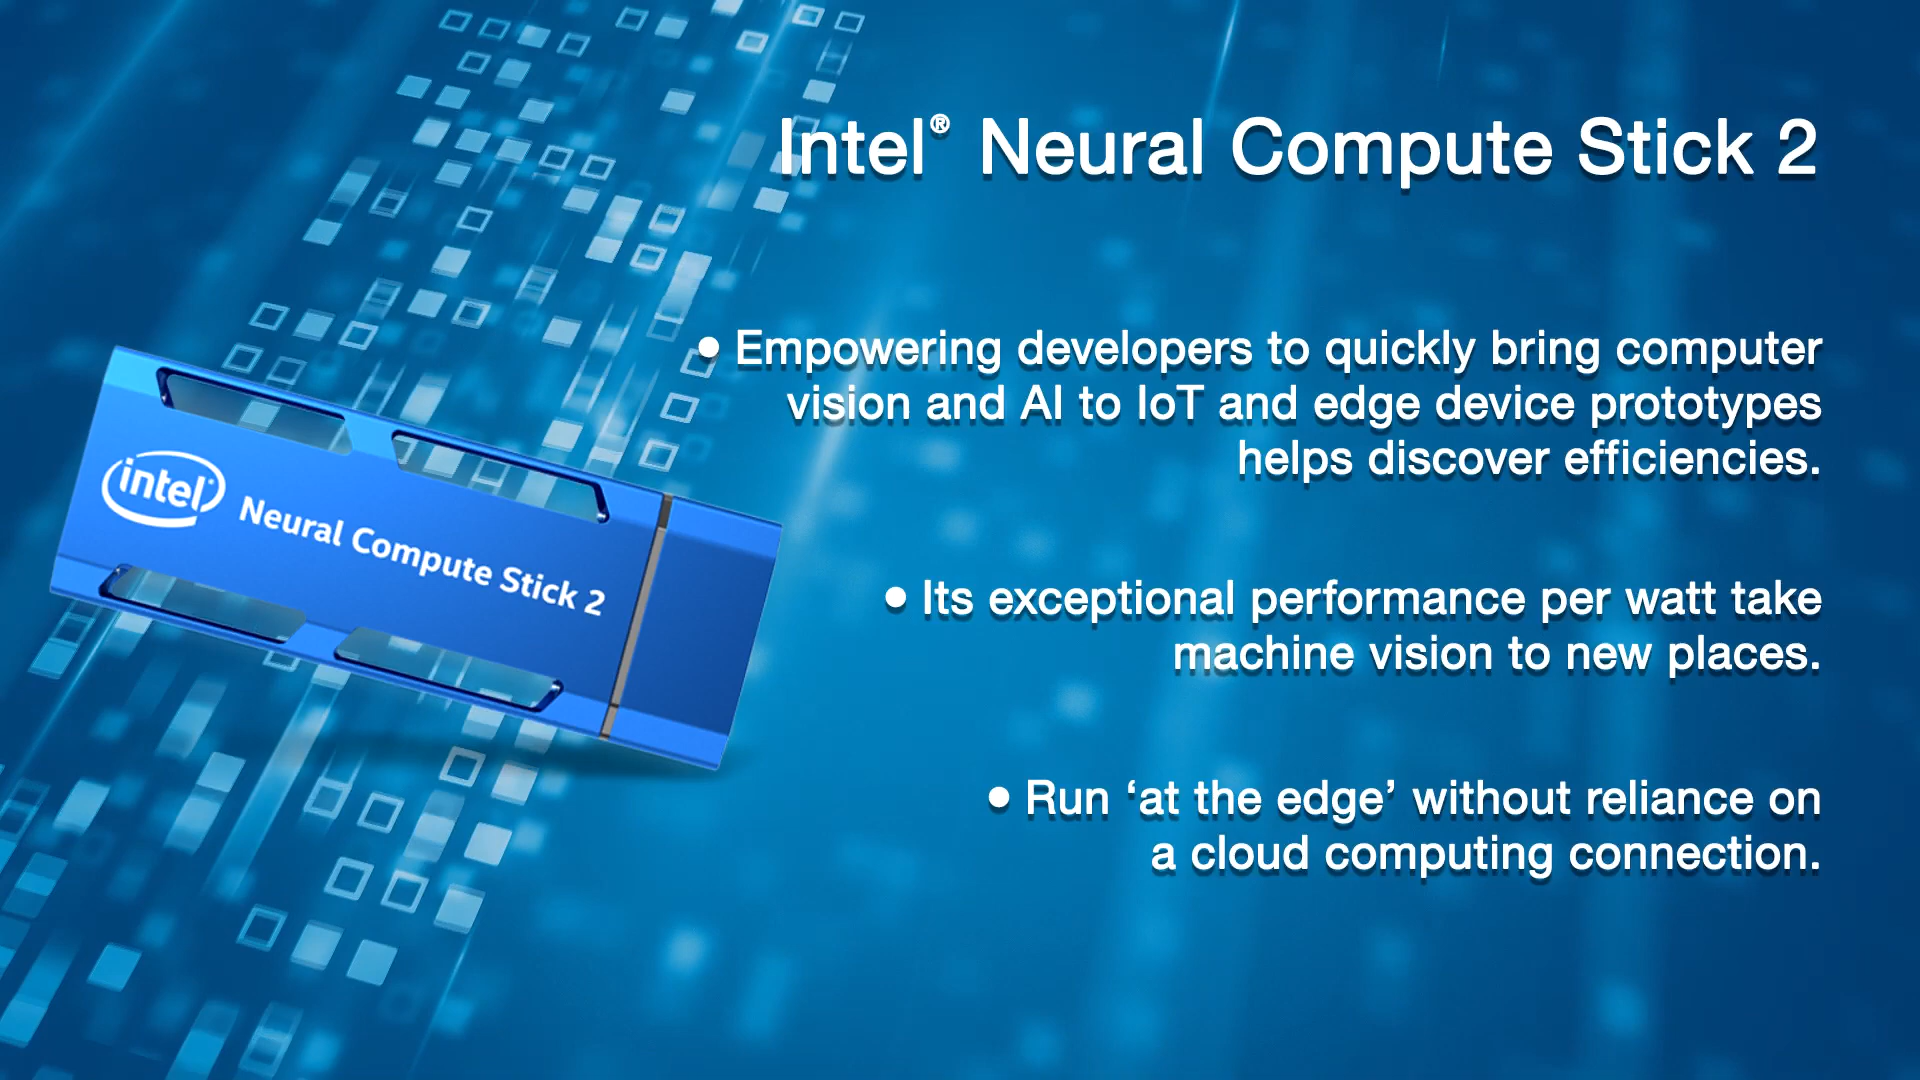 Intel® Neural Compute Stick 2
• Empowering developers to quickly bring computer
vision and AI to IoT and edge device prototypes
helps discover efficiencies.
intel® Neural Compute Stick 2
• Its exceptional performance per watt take
machine vision to new places.
• Run ‘at the edge’ without reliance on
a cloud computing connection.